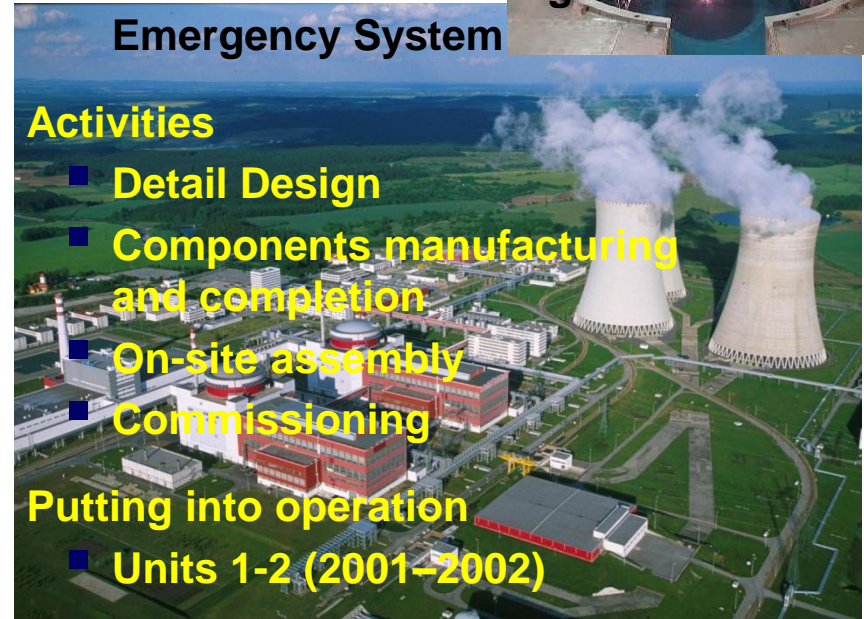 Emergency System
Activities
Detail Design
Components manufacturing
and completion
On-site assembly
Commissioning
Putting into operation
Units 1-2 (2001–2002)